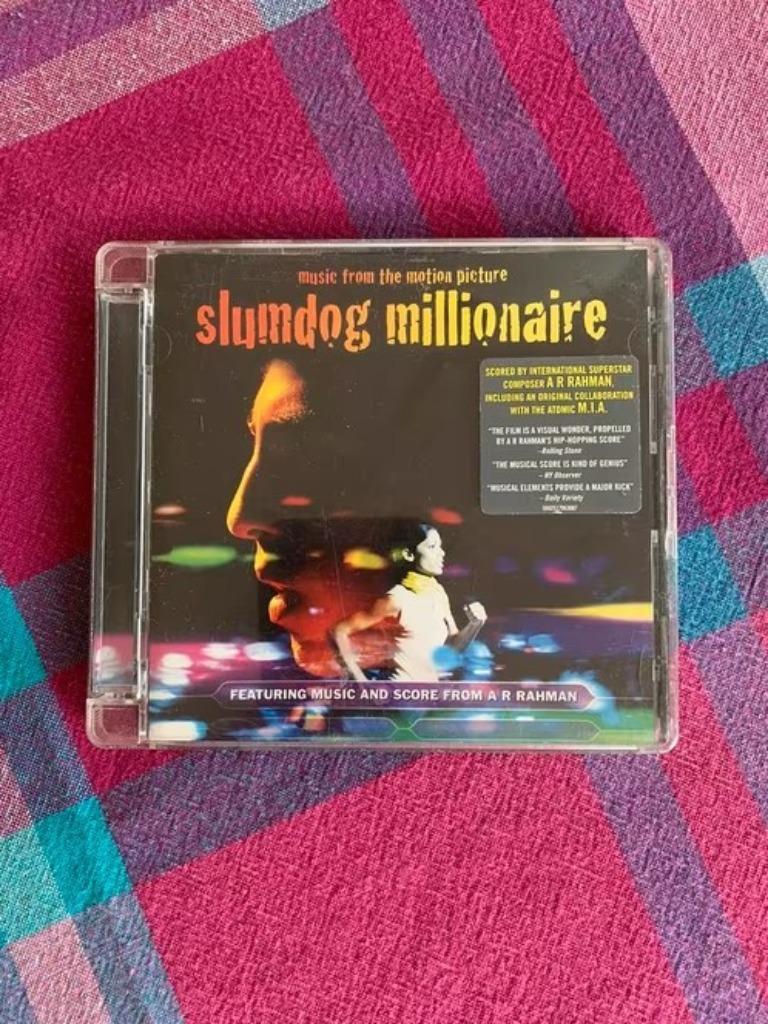 music from the motion picture
slumdog millionaire
SCORED BY INTERNATIONAL SUPERSTAR
COMPOSER A R RAHMAN,
INCLUDING AN ORIGINAL COLLABORATION
WITH THE ATOMIC M.I.A.
"THE FILM IS A VISUAL WONDER, PROPELLED
BY A R RAHMAN'S HIP-HOPPING SCORE"
-Rolling Stone
"THE MUSICAL SCORE IS KIND OF GENIUS"
- NY Observer
"MUSICAL ELEMENTS PROVIDE A MAJOR KICK"
- Daily Variety
FEATURING MUSIC AND SCORE FROM A R RAHMAN